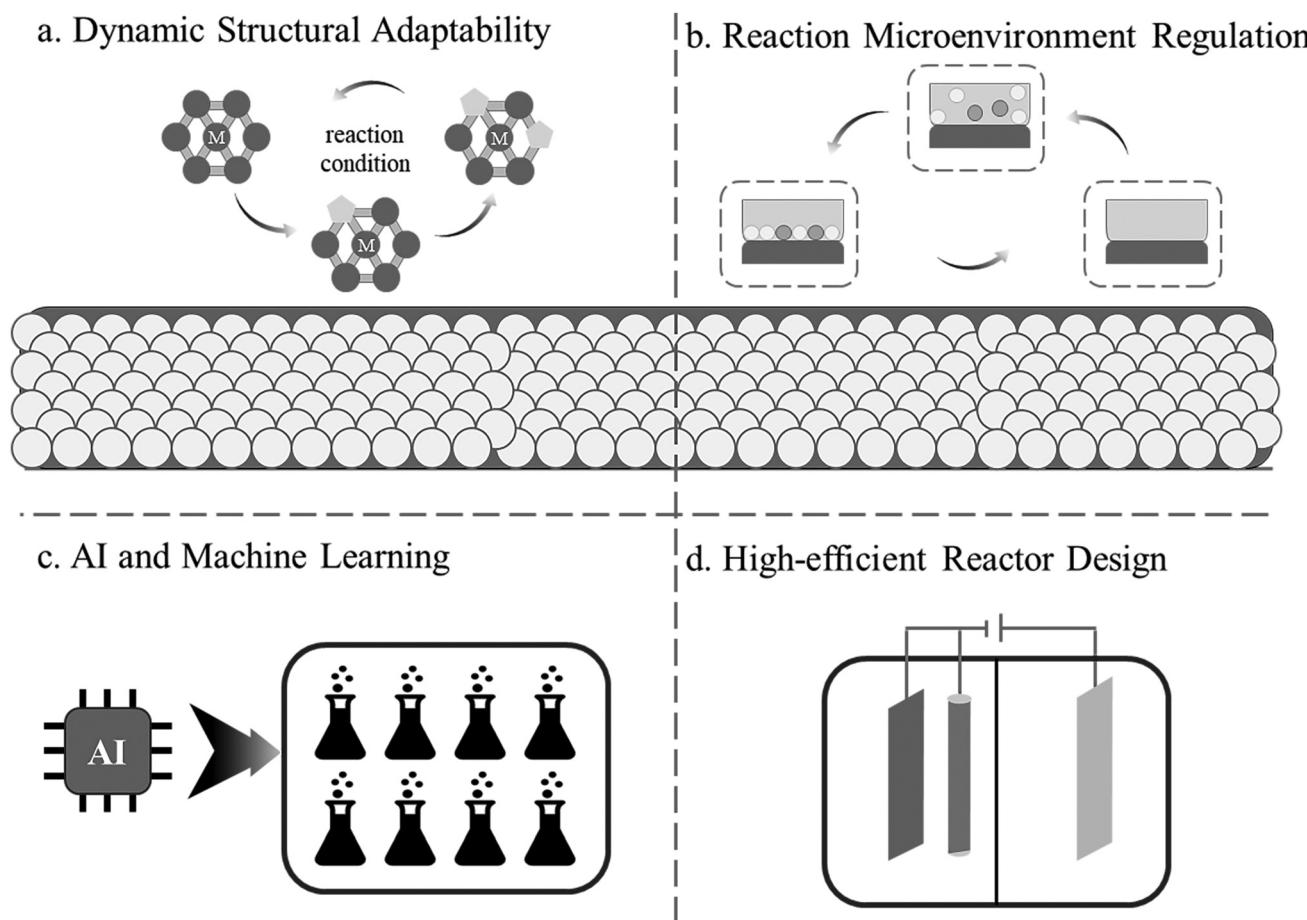 a. Dynamic Structural Adaptability
b. Reaction Microenvironment Regulation
M
M
reaction
condition
M
c. AI and Machine Learning
d. High-efficient Reactor Design
AI